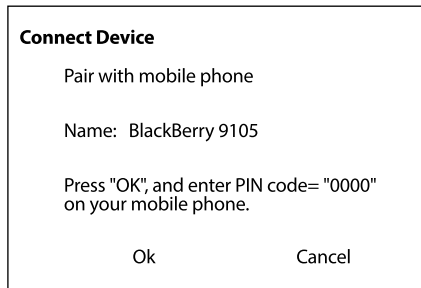 Connect Device
Pair with mobile phone
Name: BlackBerry 9105
Press "OK", and enter PIN code= "0000"
on your mobile phone.
Ok Cancel